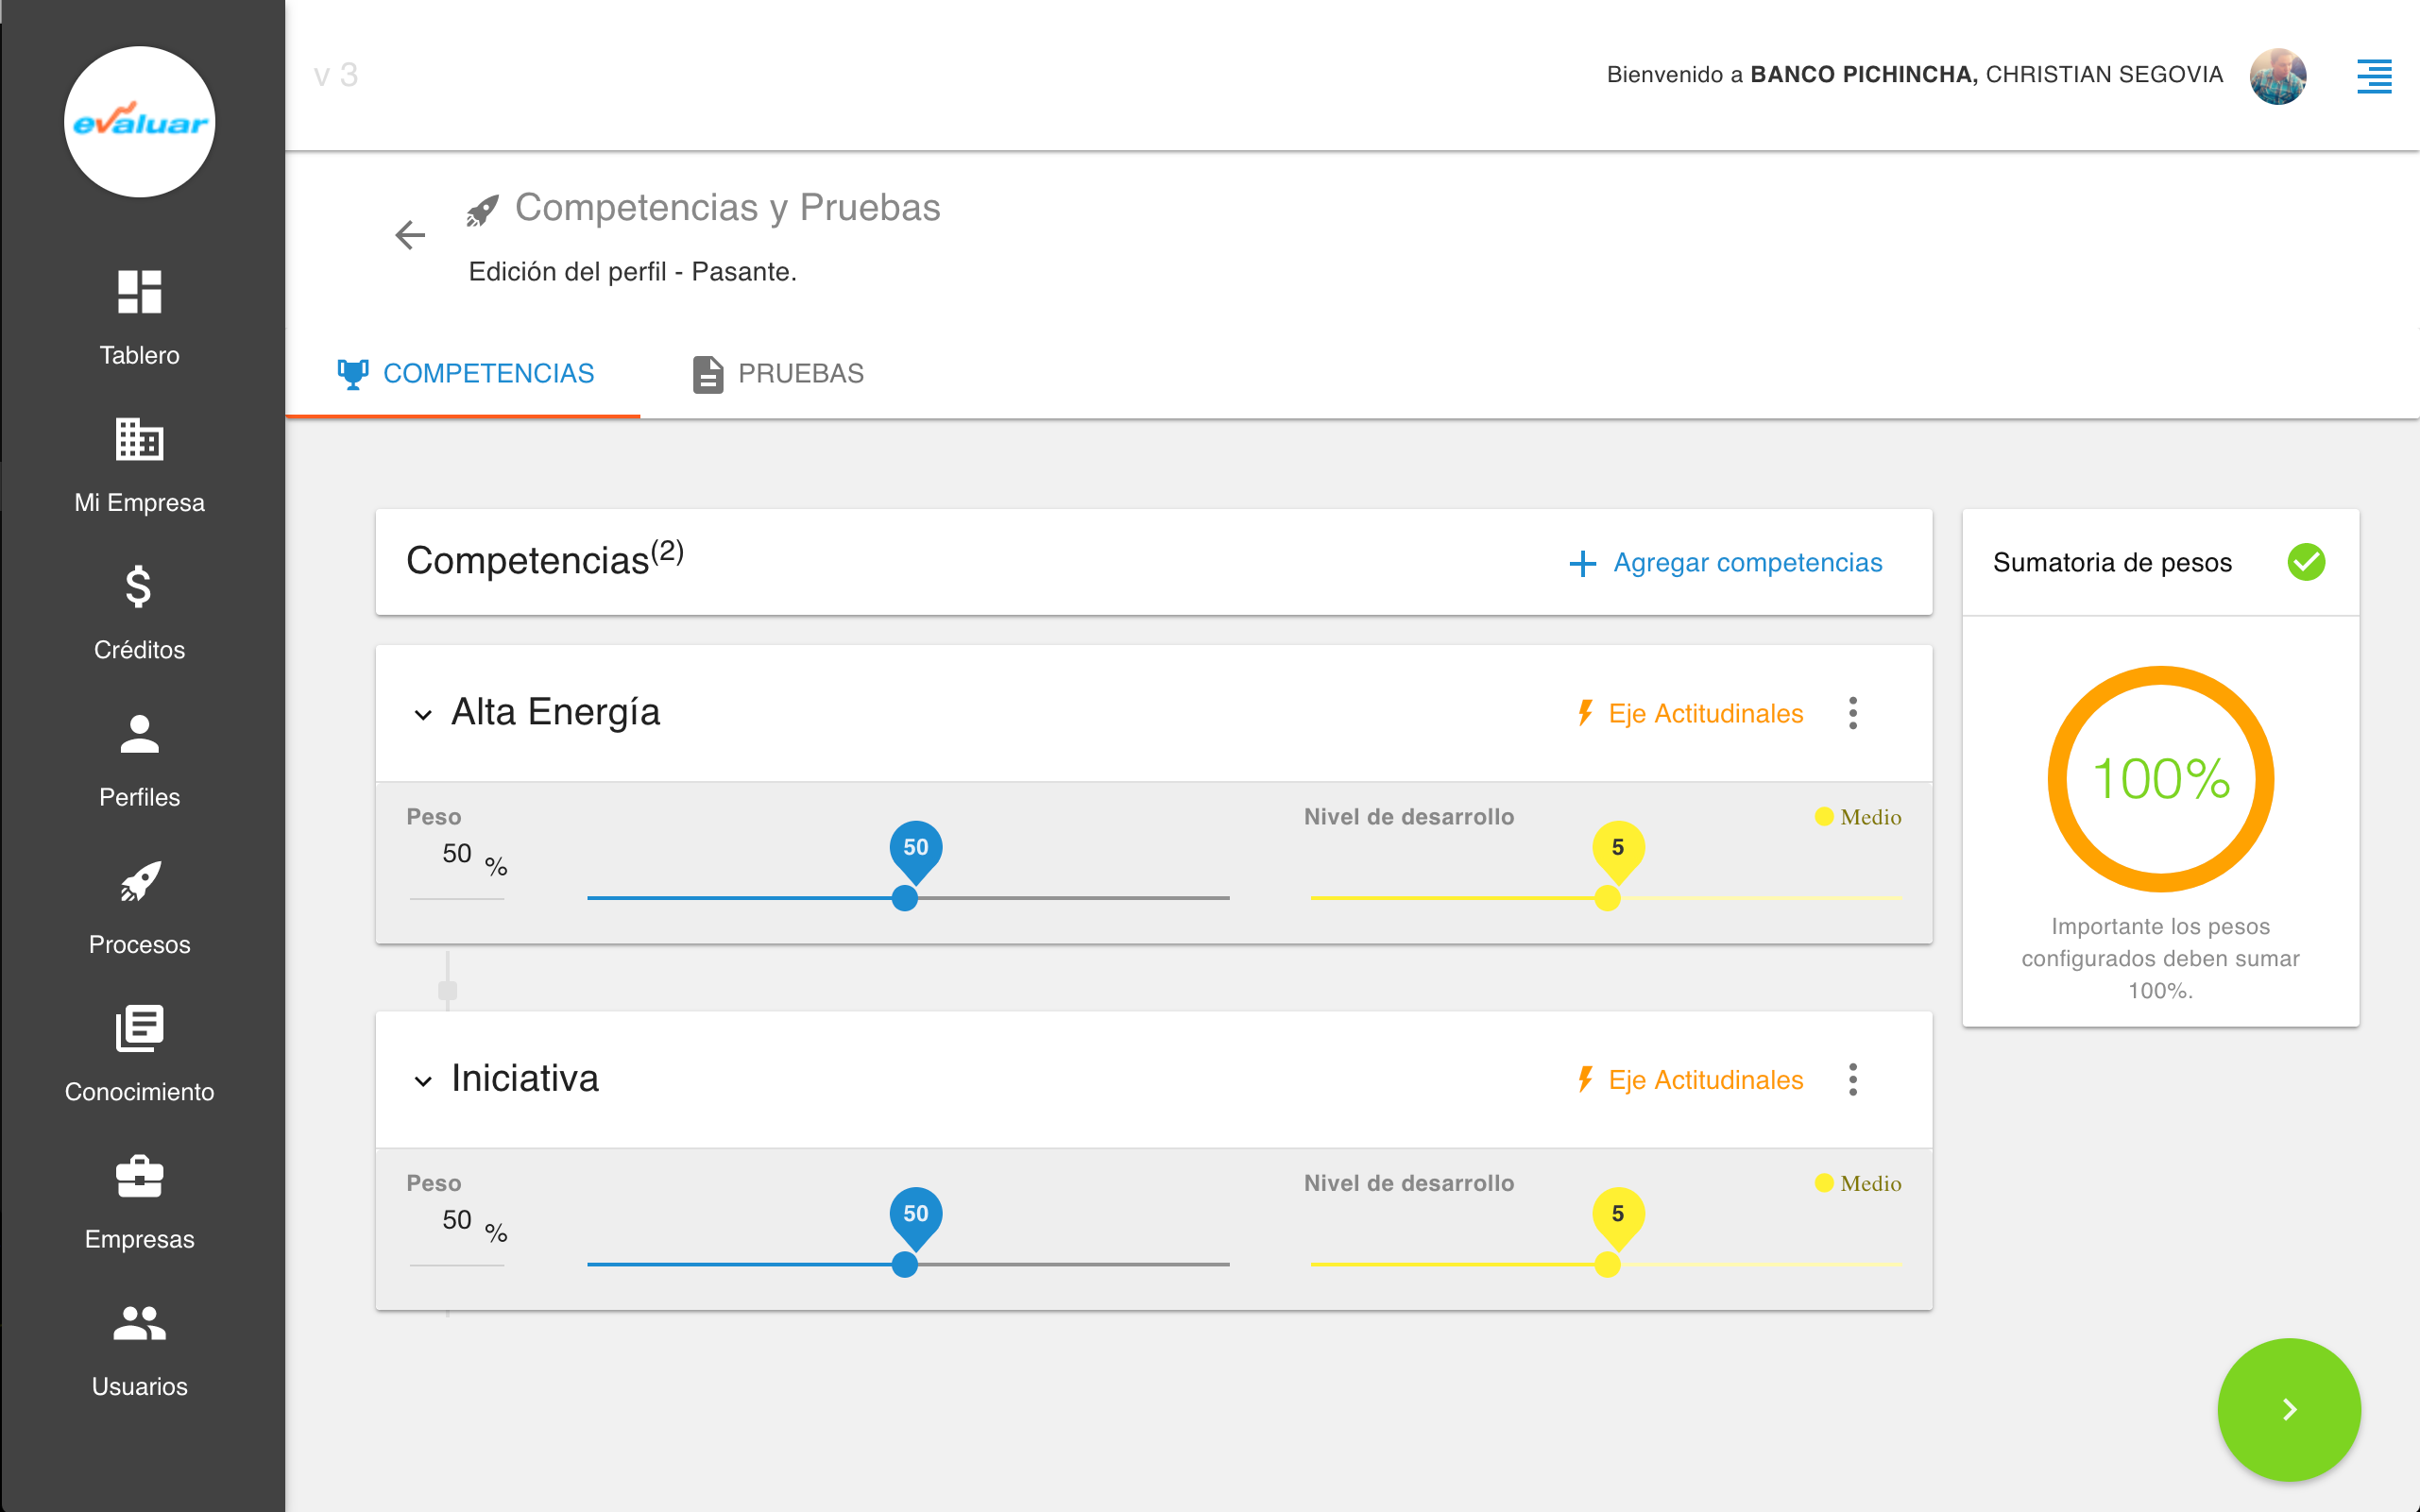 evaluar
v 3
Bienvenido a BANCO PICHINCHA, CHRISTIAN SEGOVIA
Competencias y Pruebas
Edición del perfil - Pasante.
COMPETENCIAS
PRUEBAS
Tablero
Mi Empresa
Créditos
Perfiles
Procesos
Conocimiento
Empresas
Usuarios
Competencias(2)
+ Agregar competencias
Alta Energía
Eje Actitudinales
Peso
50 %
50
Nivel de desarrollo
Medio
5
Iniciativa
Eje Actitudinales
Peso
50 %
50
Nivel de desarrollo
Medio
5
Sumatoria de pesos
100%
Importante los pesos
configurados deben sumar
100%.